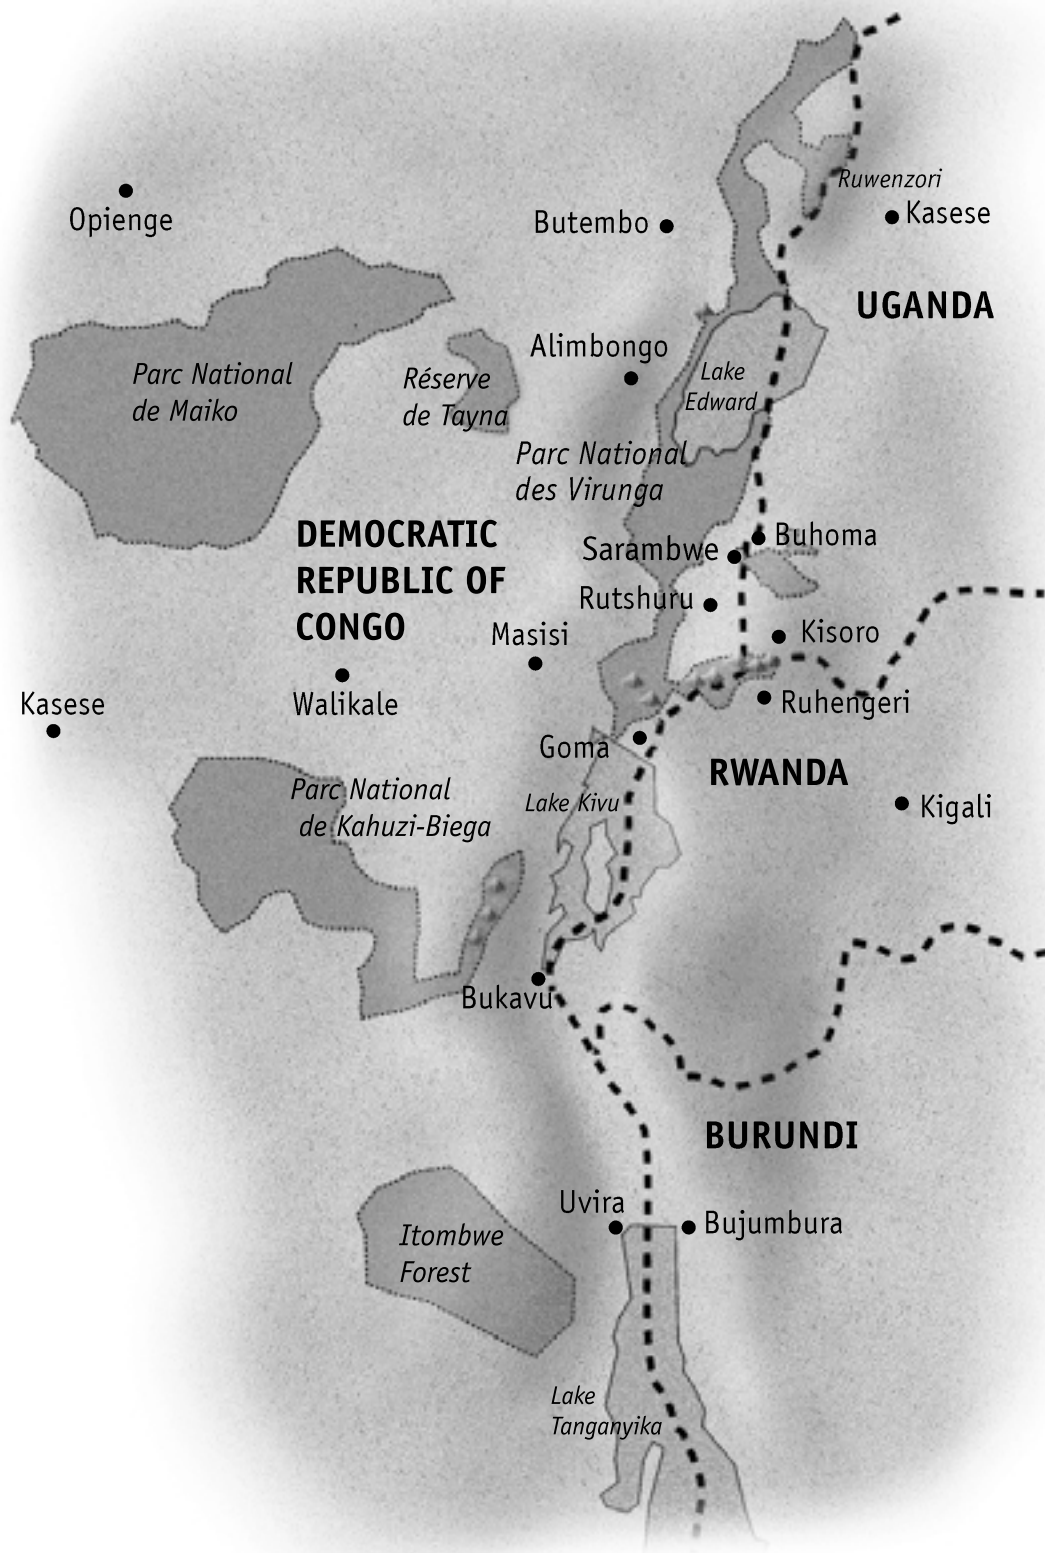 Ruwenzori
Opienge
Butembo
Kasese
UGANDA
Alimbongo
Parc National
de Maiko
Réserve
de Tayna
Lake
Edward
Parc National
des Virunga
DEMOCRATIC
REPUBLIC OF
CONGO
Sarambwe
Buhoma
Rutshuru
Masisi
Kisoro
Kasese
Walikale
Ruhengeri
Goma
RWANDA
Parc National
de Kahuzi-Biega
Lake Kivu
Kigali
Bukavu
BURUNDI
Uvira
Bujumbura
Itombwe
Forest
Lake
Tanganyika